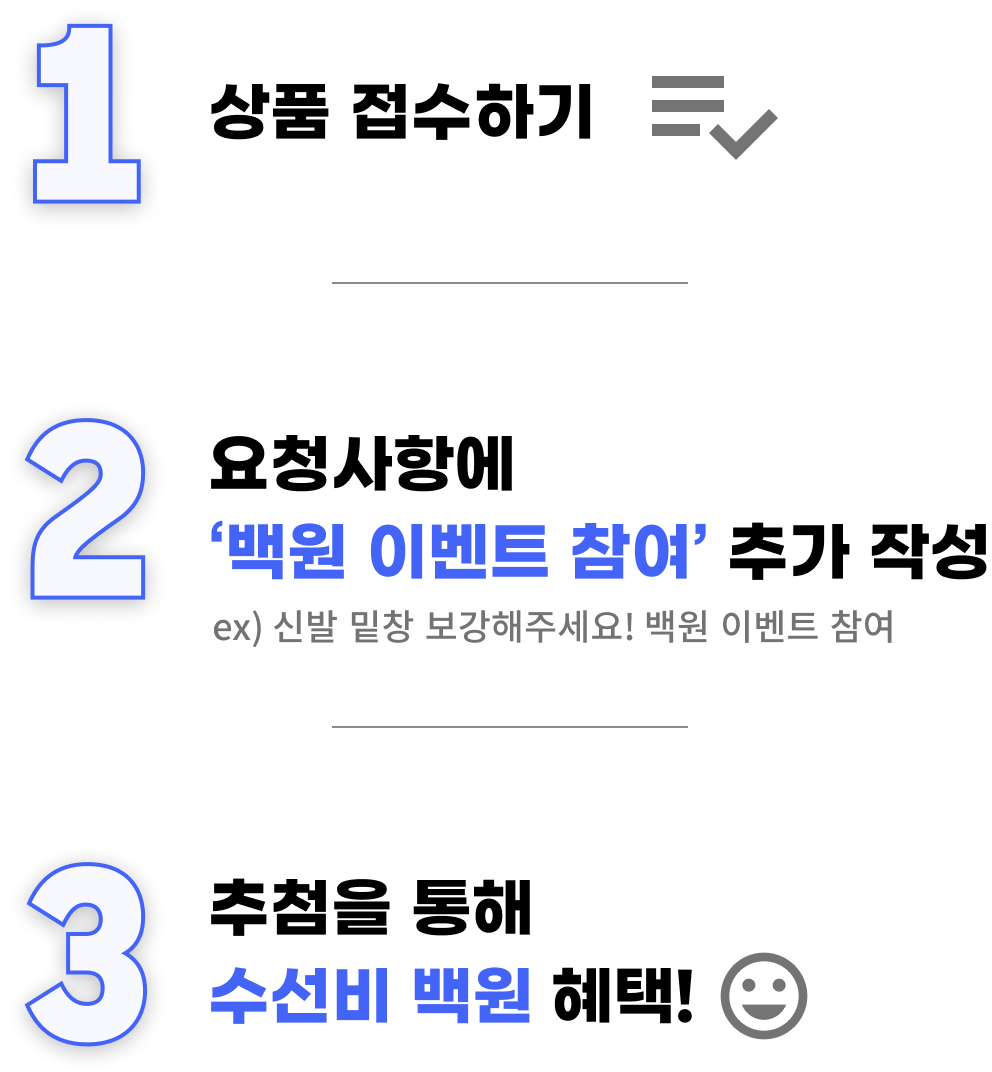 1
상품 접수하기
2
요청사항에
‘백원 이벤트 참여’ 추가 작성
ex) 신발 밑창 보강해주세요! 백원 이벤트 참여
3
추첨을 통해
수선비 백원 혜택!